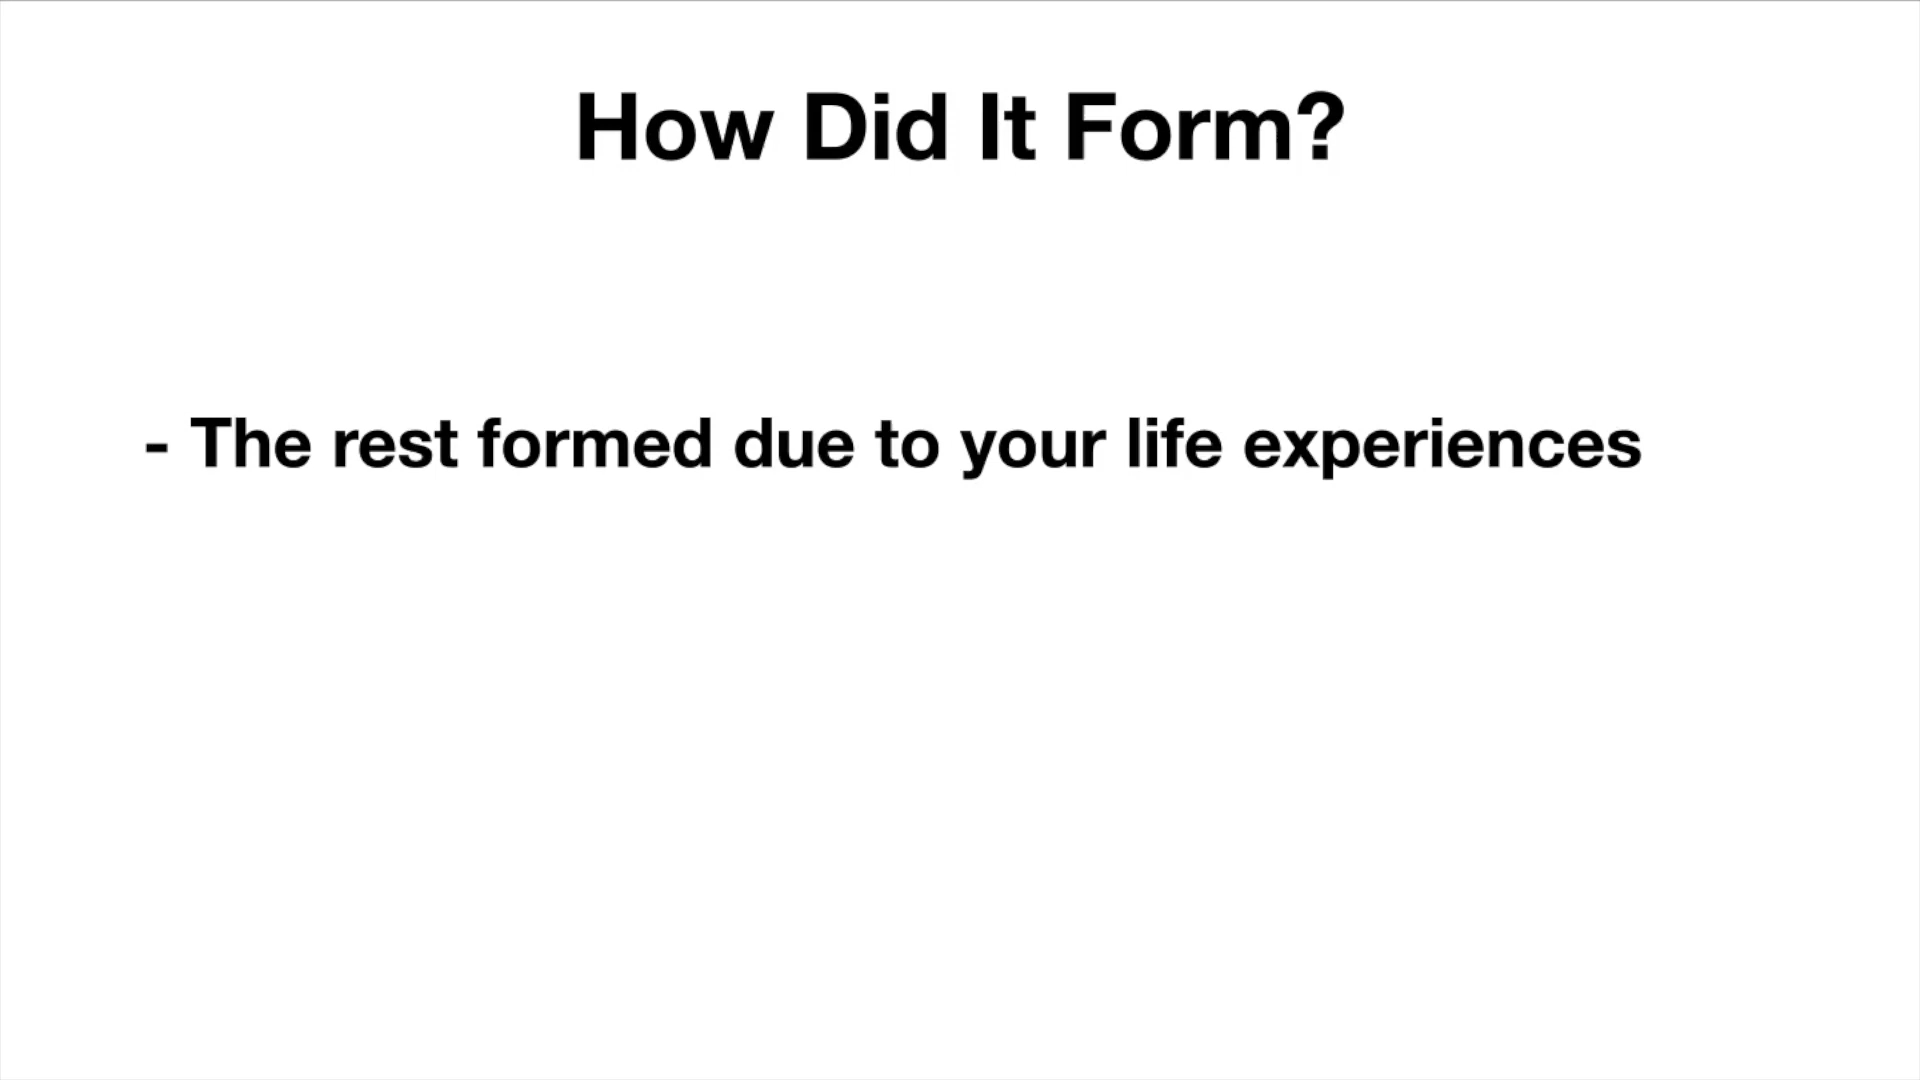 How Did It Form?
- The rest formed due to your life experiences